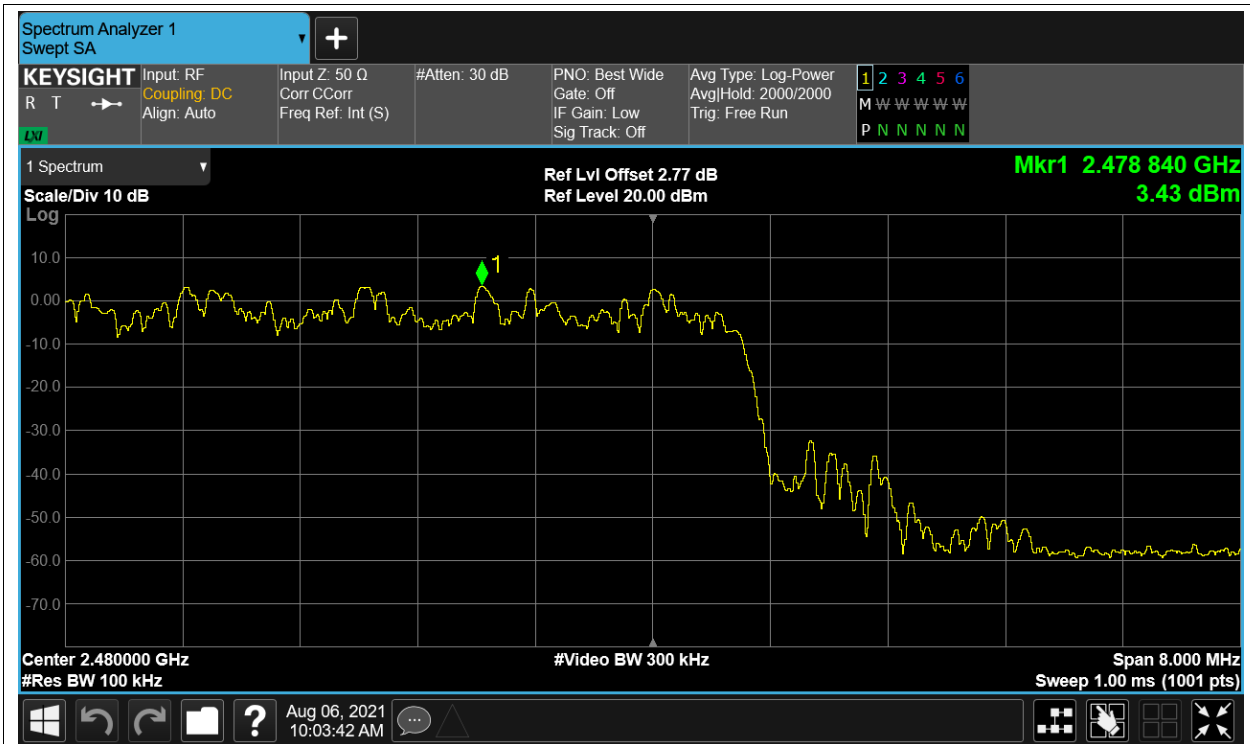 Spectrum Analyzer 1
Swept SA
KEYSIGHT
R T
LXI
Input: RF
Coupling: DC
Align: Auto
Input Z: 50 Ω
Corr CCorr
Freq Ref: Int (S)
#Atten: 30 dB
PNO: Best Wide
Gate: Off
IF Gain: Low
Sig Track: Off
Avg Type: Log-Power
Avg|Hold: 2000/2000
Trig: Free Run
1 2 3 4 5 6
M W W W W W
P N N N N N
1 Spectrum
Scale/Div 10 dB
Log
Ref Lvl Offset 2.77 dB
Ref Level 20.00 dBm
Mkr1 2.478 840 GHz
3.43 dBm
1
10.0
0.00
-10.0
-20.0
-30.0
-40.0
-50.0
-60.0
-70.0
Center 2.480000 GHz
#Res BW 100 kHz
#Video BW 300 kHz
Span 8.000 MHz
Sweep 1.00 ms (1001 pts)
?
Aug 06, 2021
10:03:42 AM